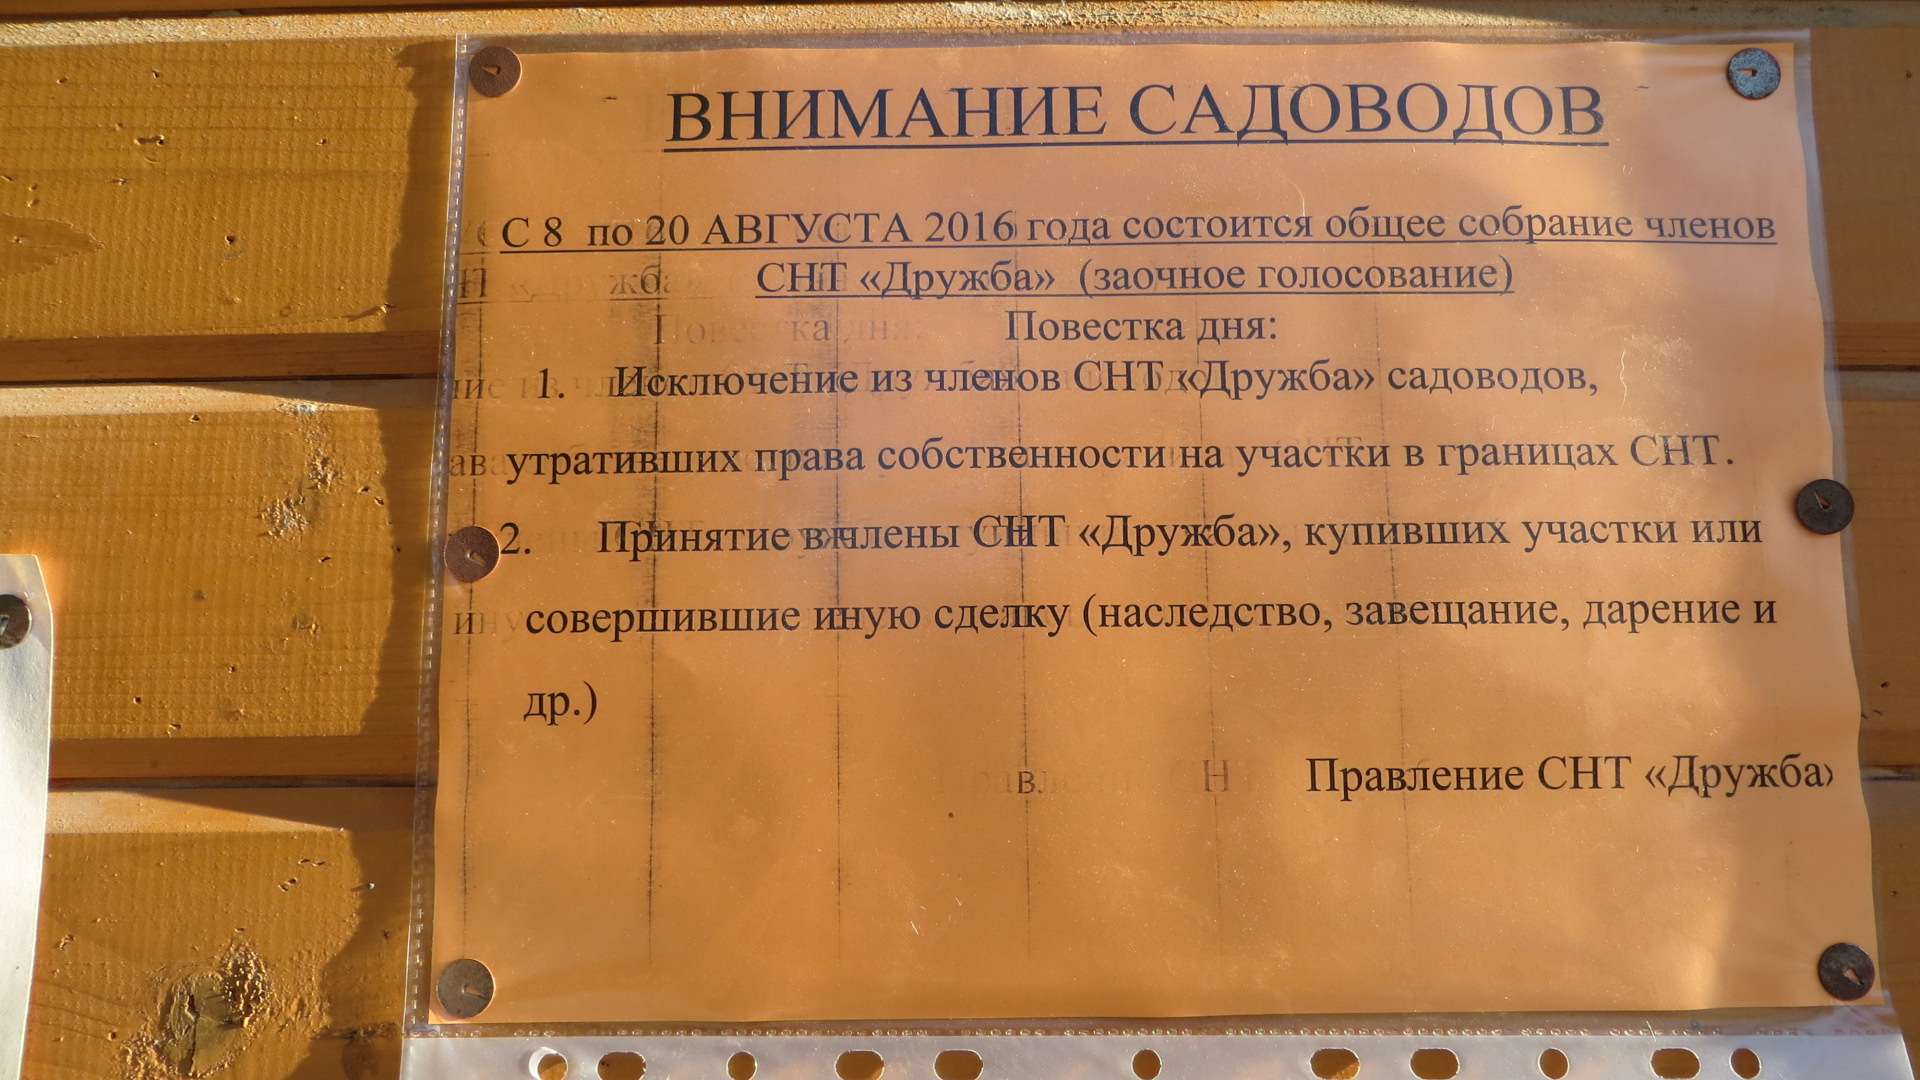 ВНИМАНИЕ САДОВОДОВ
С 8 по 20 АВГУСТА 2016 года состоится общее собрание членов
СНТ «Дружба» (заочное голосование)
Повестка дня:
1. Исключение из членов СНТ «Дружба» садоводов,
утративших права собственности на участки в границах СНТ.
2. Принятие в члены СНТ «Дружба», купивших участки или
совершившие иную сделку (наследство, завещание, дарение и
др.)
Правление СНТ «Дружба»